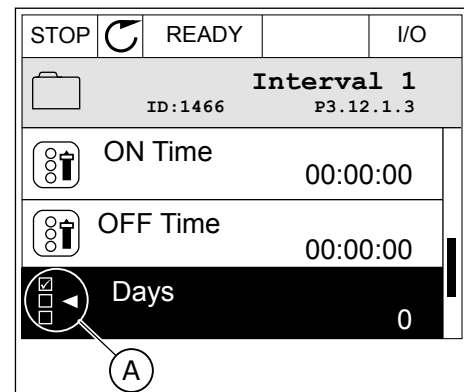 STOP READY I/O
Interval 1
ID:1466 P3.12.1.3
ON Time
00:00:00
OFF Time
00:00:00
Days
0
A